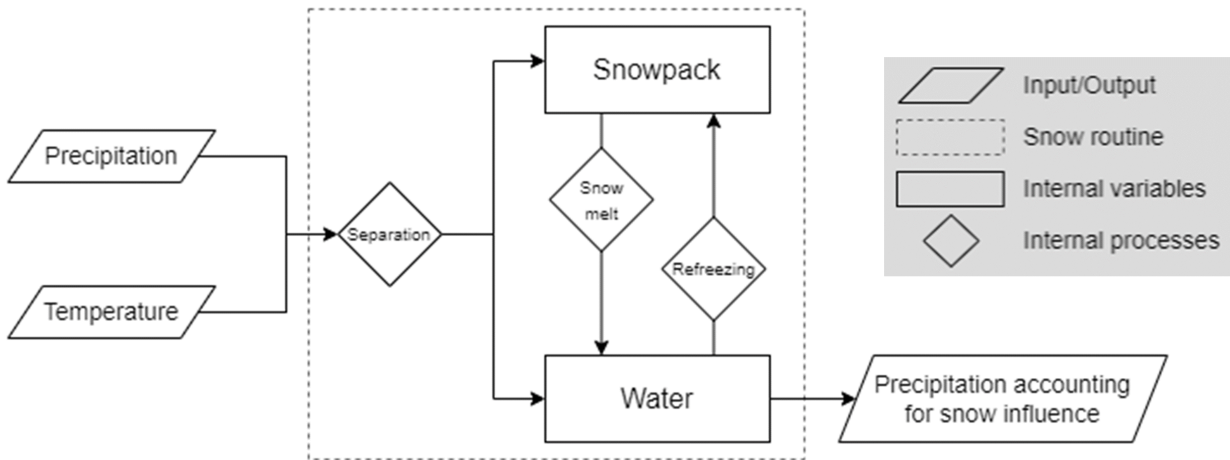 Precipitation
Temperature
Separation
Snowpack
Snow
melt
Refreezing
Water
Precipitation accounting
for snow influence
Input/Output
Snow routine
Internal variables
Internal processes